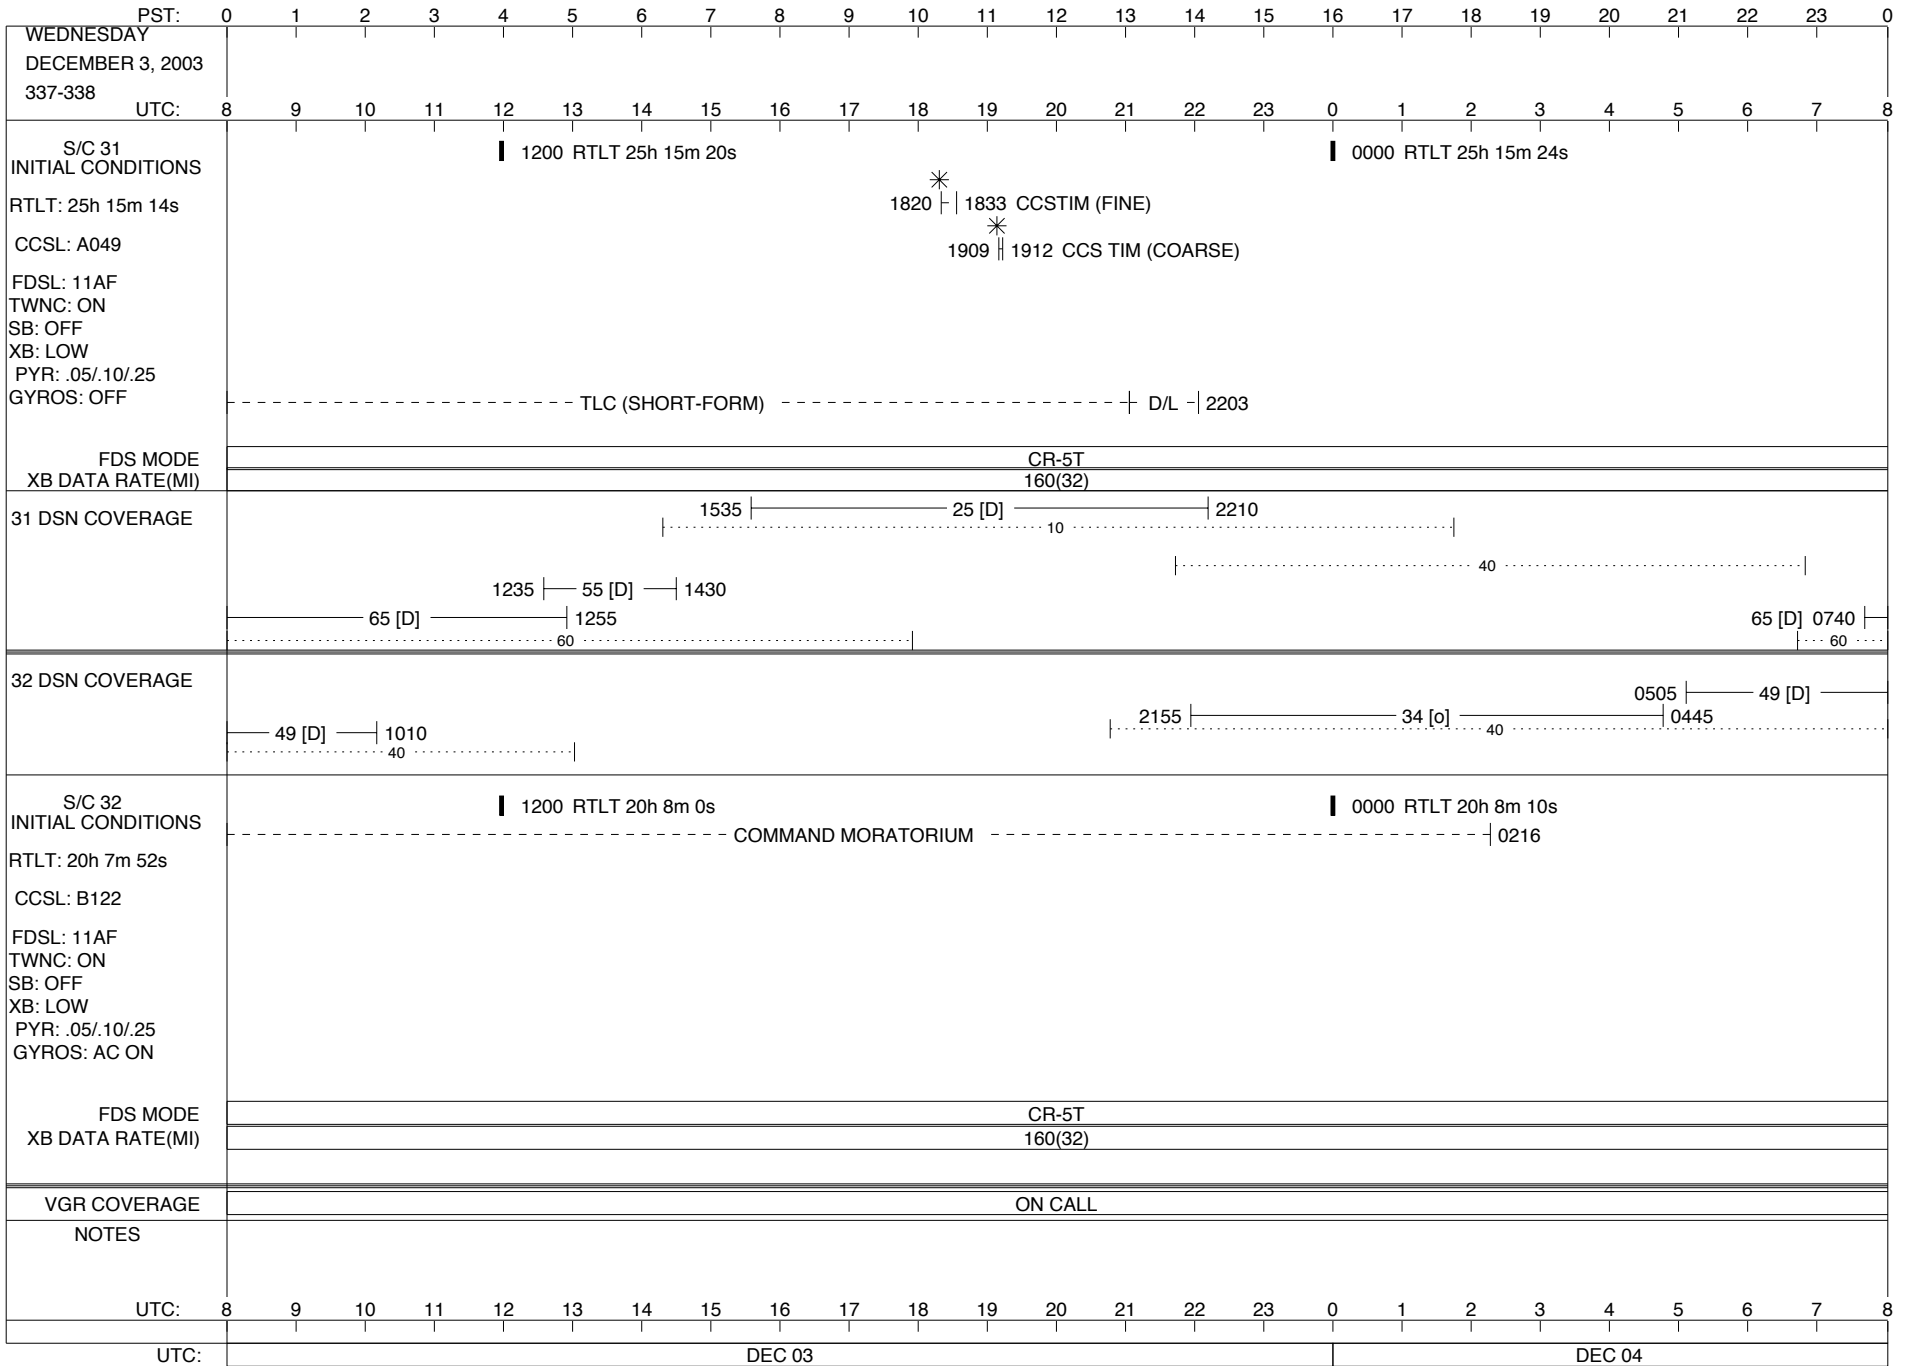 PST: 0 1 2 3 4 5 6 7 8 9 10 11 12 13 14 15 16 17 18 19 20 21 22 23 0
WEDNESDAY
DECEMBER 3, 2003
337-338
UTC: 8 9 10 11 12 13 14 15 16 17 18 19 20 21 22 23 0 1 2 3 4 5 6 7 8
S/C 31
INITIAL CONDITIONS
1200 RTLT 25h 15m 20s
0000 RTLT 25h 15m 24s
RTLT: 25h 15m 14s
1820 1833 CCSTIM (FINE)
CCSL: A049
1909 1912 CCS TIM (COARSE)
FDSL: 11AF
TWNC: ON
SB: OFF
XB: LOW
PYR: .05/.10/.25
GYROS: OFF
TLC (SHORT-FORM) D/L 2203
FDS MODE CR-5T
XB DATA RATE(MI) 160(32)
31 DSN COVERAGE
1535 25 [D] 2210
10
40
1235 55 [D] 1430
65 [D] 1255
65 [D] 0740
60
60
32 DSN COVERAGE
0505 49 [D]
2155 34 [o] 0445
40
49 [D] 1010
40
S/C 32
INITIAL CONDITIONS
1200 RTLT 20h 8m 0s
0000 RTLT 20h 8m 10s
COMMAND MORATORIUM 0216
RTLT: 20h 7m 52s
CCSL: B122
FDSL: 11AF
TWNC: ON
SB: OFF
XB: LOW
PYR: .05/.10/.25
GYROS: AC ON
FDS MODE CR-5T
XB DATA RATE(MI) 160(32)
VGR COVERAGE ON CALL
NOTES
UTC: 8 9 10 11 12 13 14 15 16 17 18 19 20 21 22 23 0 1 2 3 4 5 6 7 8
UTC: DEC 03 DEC 04